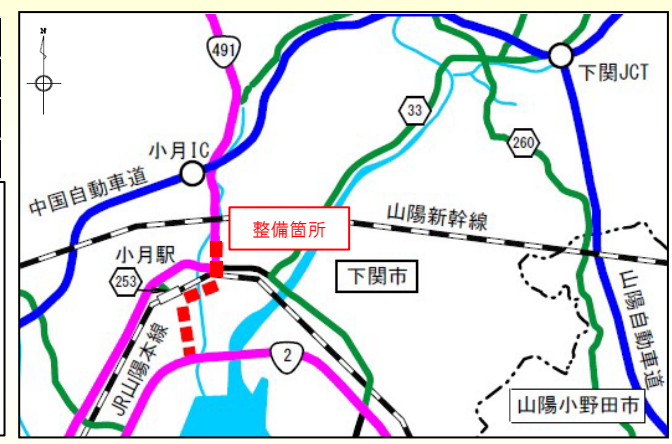 N
491
下関JCT
33
小月IC
260
中国自動車道
山陽新幹線
整備箇所
小月駅
下関市
253
山陽自動車道
JR山陽本線
2
山陽小野田市